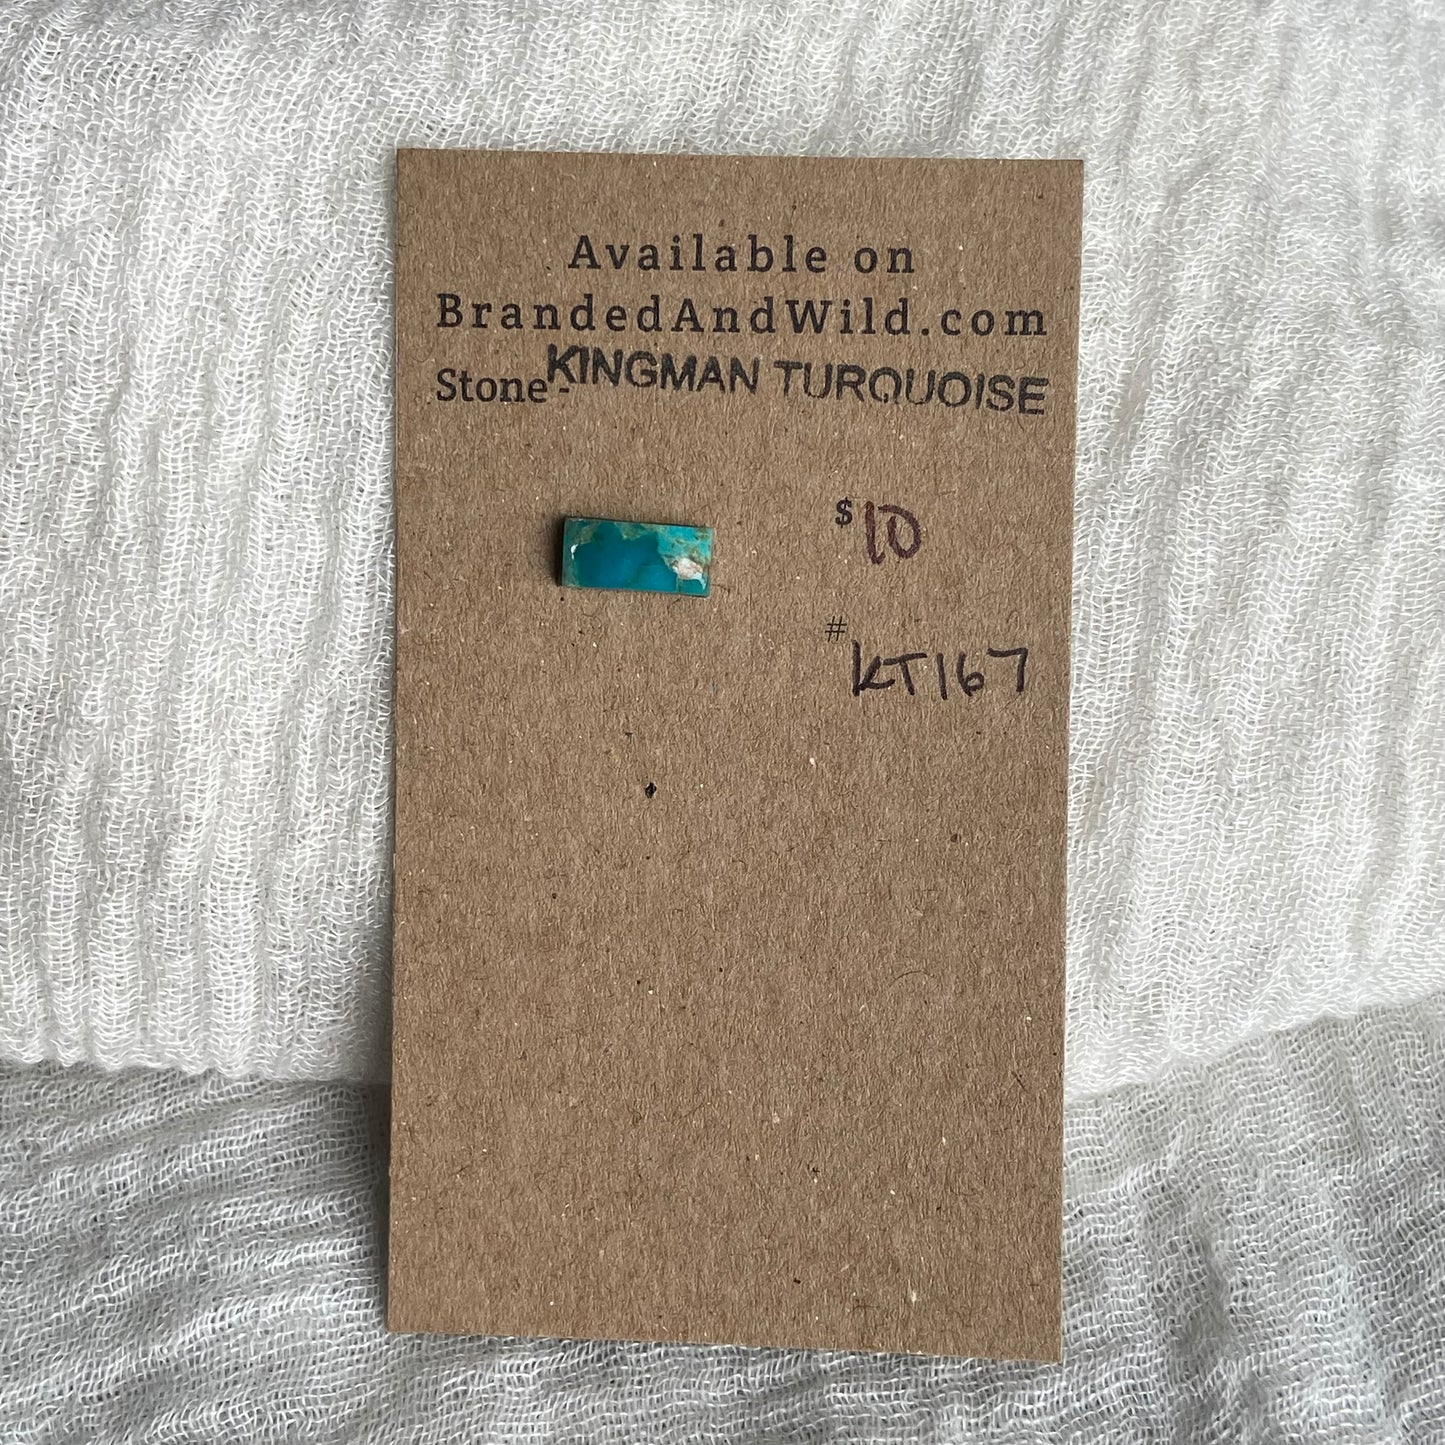 Available on
BrandedAndWild.com
Stone - KINGMAN TURQUOISE
$10
#
KT167